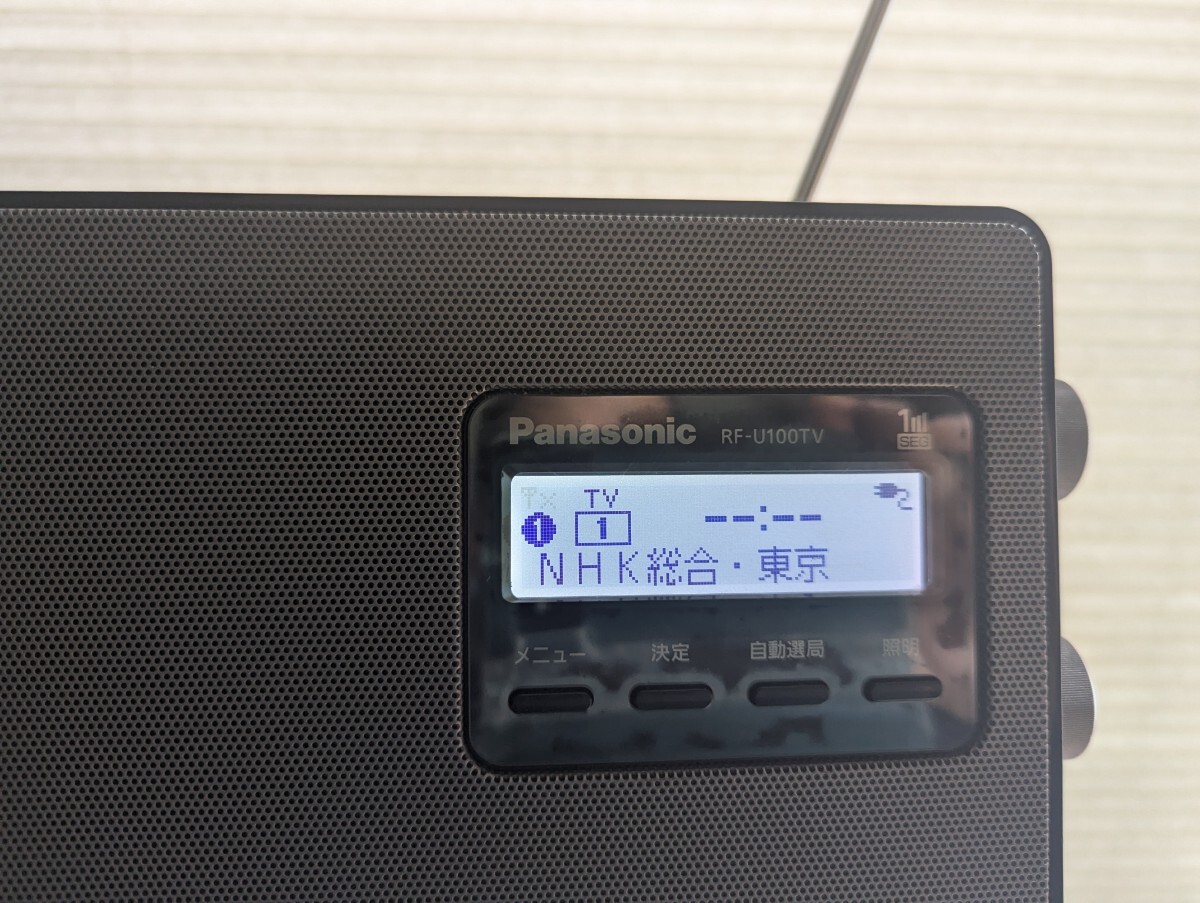 Panasonic RF-U100TV 1SEG
TV
1 1 --:--
NHK総合・東京
メニュー 決定 自動選局 照明